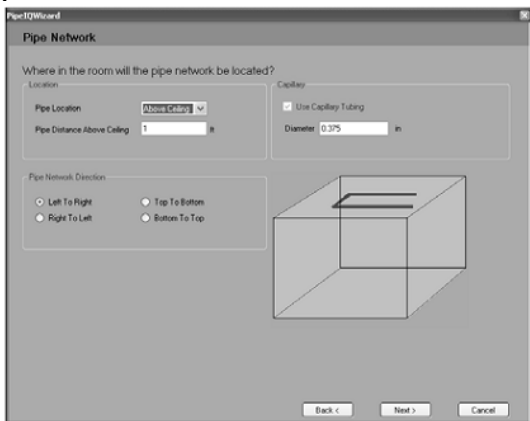 PipeIQWizard
Pipe Network
Where in the room will the pipe network be located?
Location
Pipe Location
Above Ceiling
Pipe Distance Above Ceiling
1
ft
Capillary
Use Capillary Tubing
Diameter
0.375
in
Pipe Network Direction
Left To Right
Top To Bottom
Right To Left
Bottom To Top
Back <
Next >
Cancel